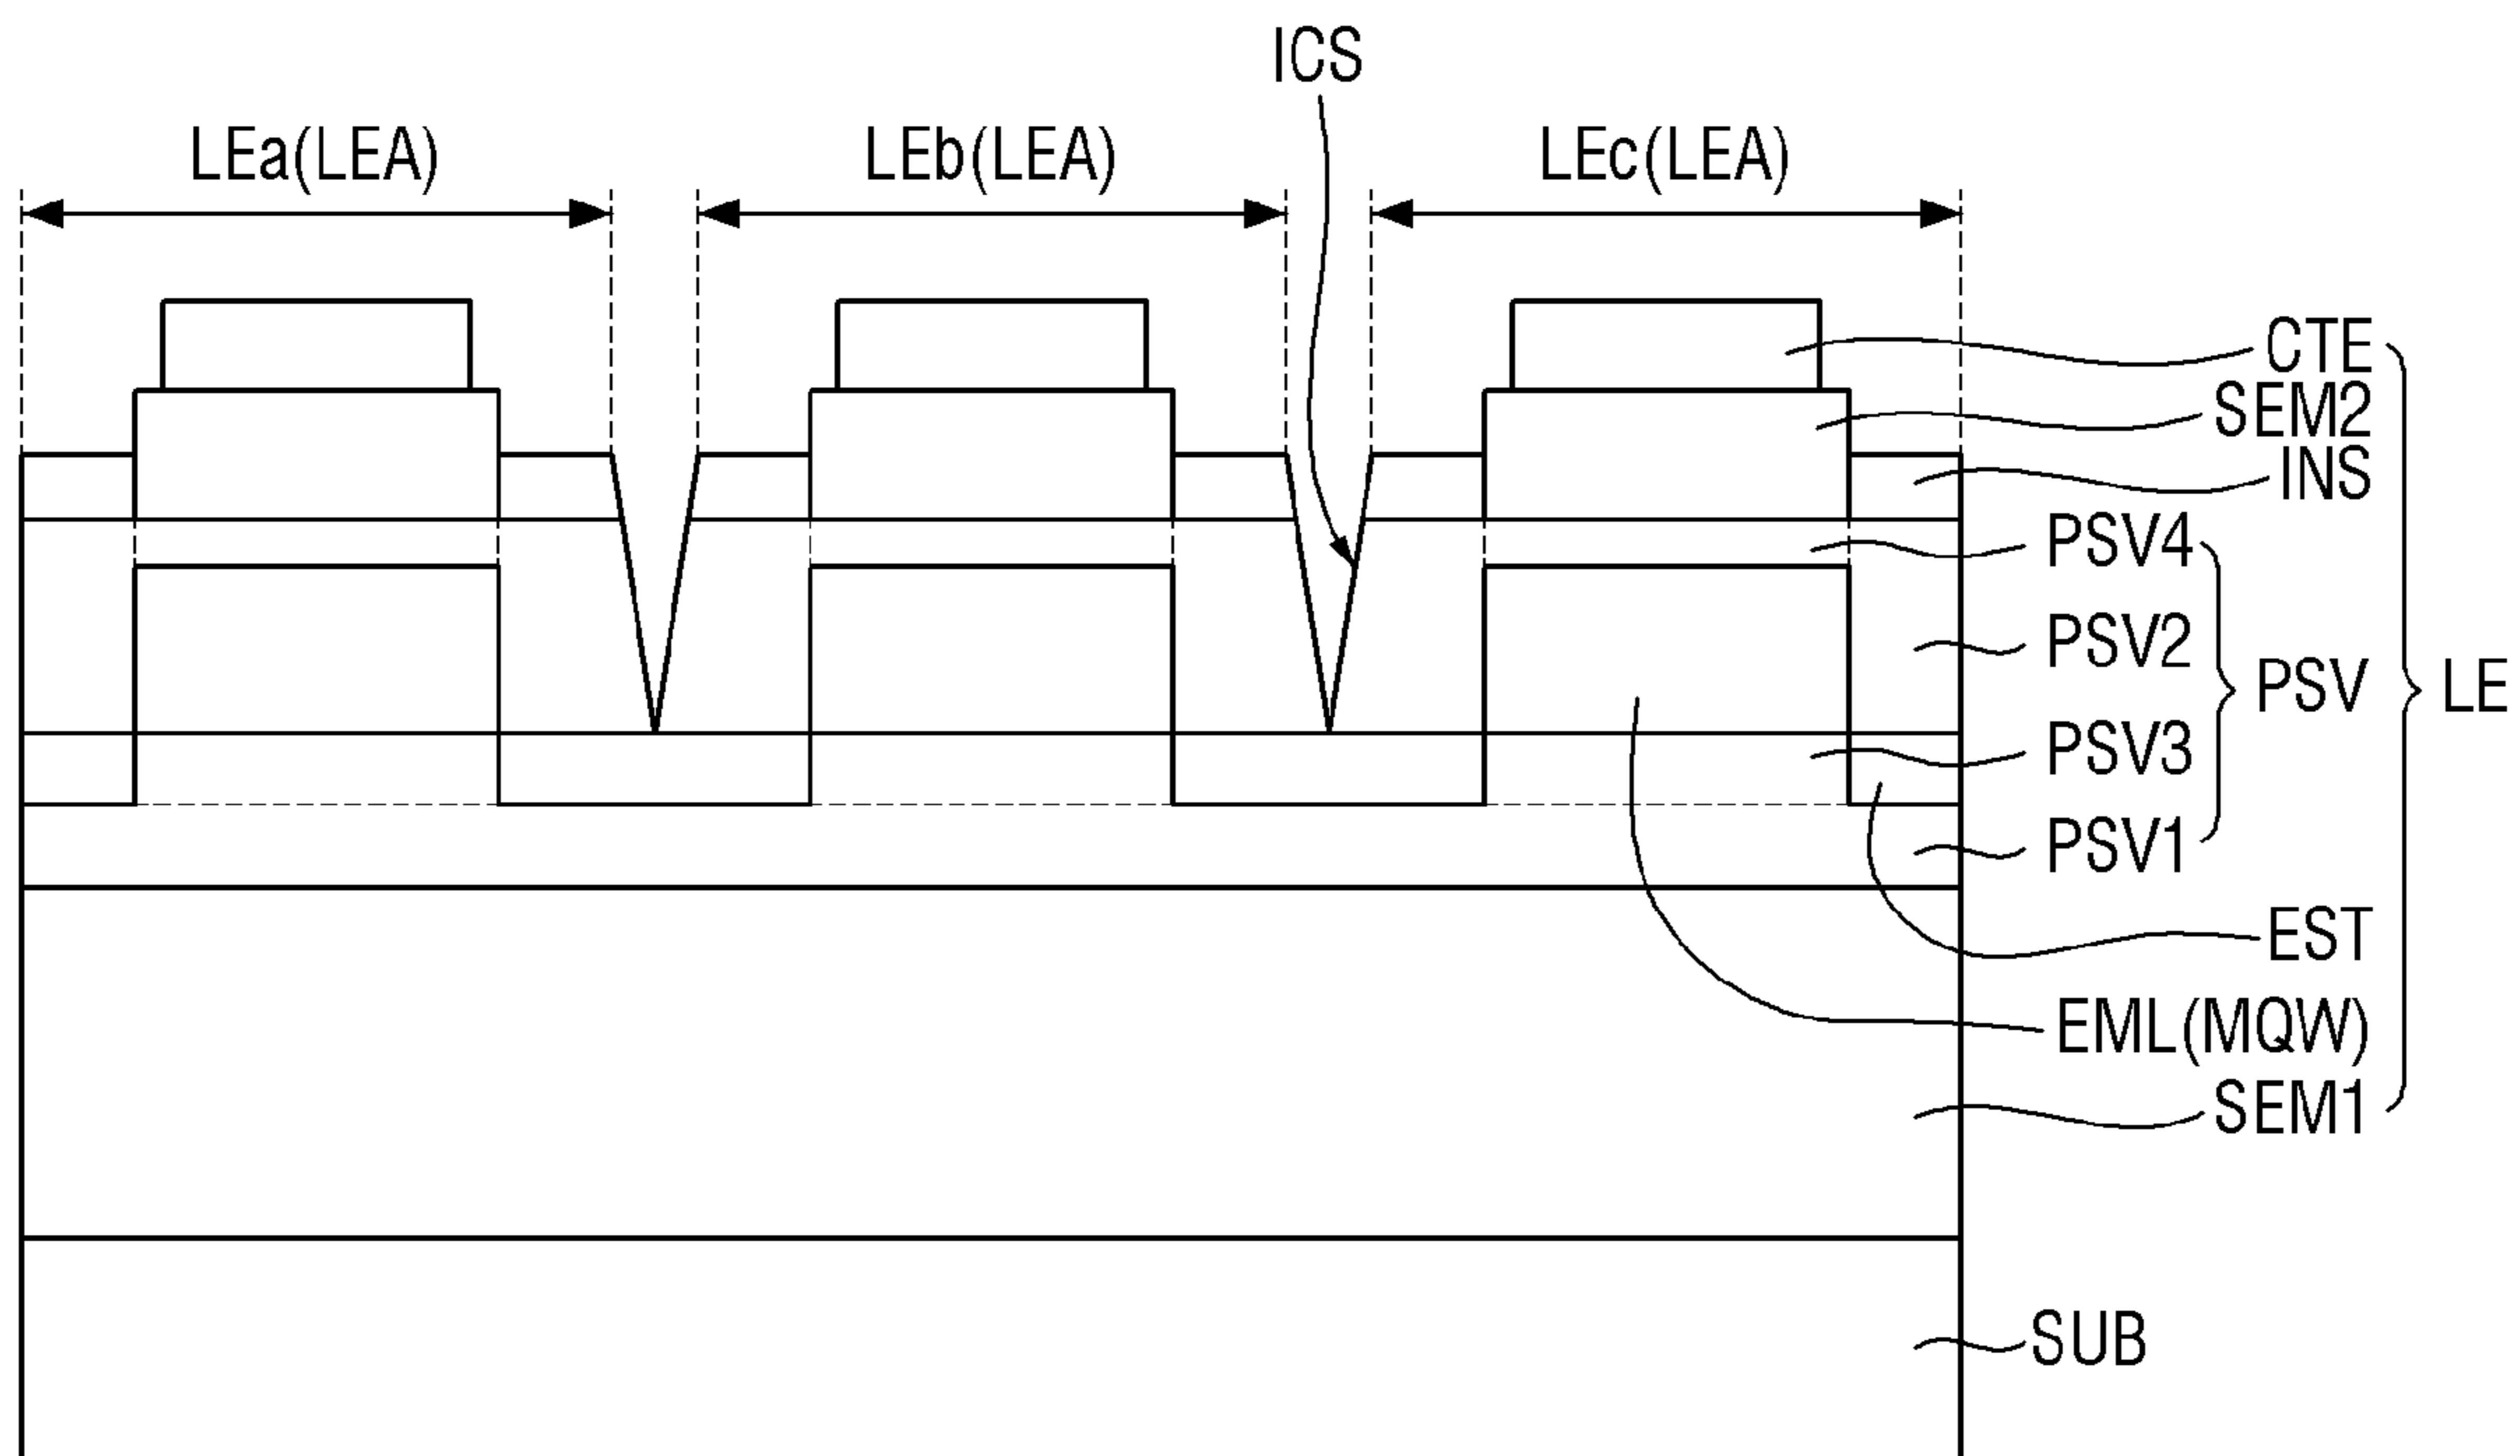 ICS
LEa(LEA) LEb(LEA) LEc(LEA)
CTE
SEM2
INS
PSV4
PSV2
PSV LE
PSV3
PSV1
EST
EML(MQW)
SEM1
SUB